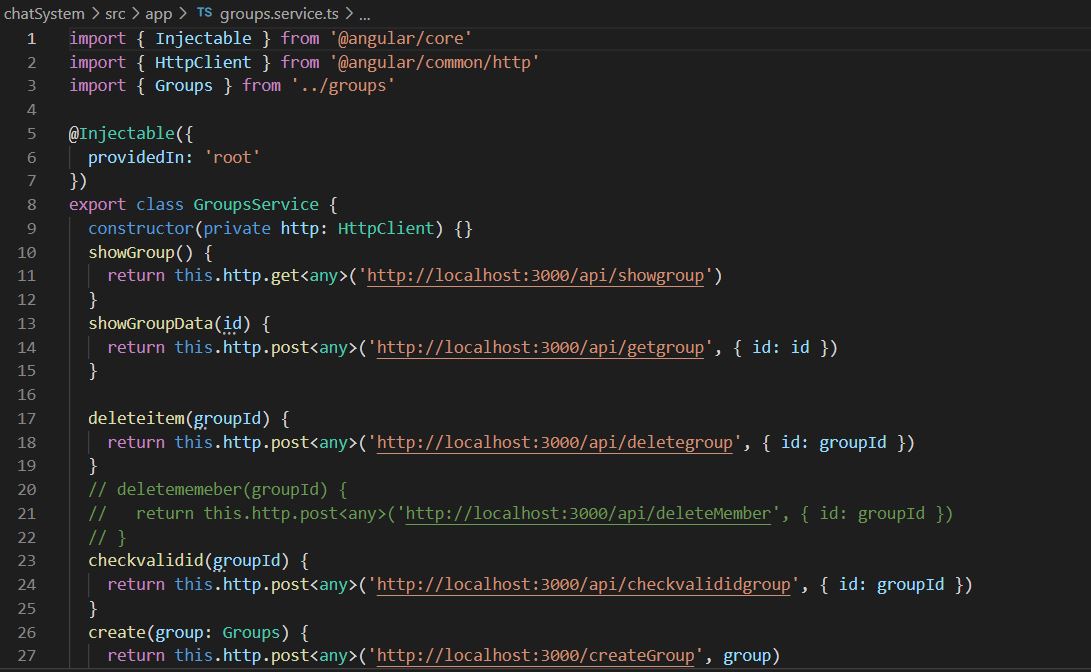 chatSystem > src > app > TS groups.service.ts > ...
1 import { Injectable } from '@angular/core'
2 import { HttpClient } from '@angular/common/http'
3 import { Groups } from '../groups'
4
5 @Injectable({
6   providedIn: 'root'
7 })
8 export class GroupsService {
9   constructor(private http: HttpClient) {}
10   showGroup() {
11     return this.http.get<any>('http://localhost:3000/api/showgroup')
12   }
13   showGroupData(id) {
14     return this.http.post<any>('http://localhost:3000/api/getgroup', { id: id })
15   }
16
17   deleteitem(groupId) {
18     return this.http.post<any>('http://localhost:3000/api/deletegroup', { id: groupId })
19   }
20   // deletememeber(groupId) {
21   //   return this.http.post<any>('http://localhost:3000/api/deleteMember', { id: groupId })
22   // }
23   checkvalidid(groupId) {
24     return this.http.post<any>('http://localhost:3000/api/checkvalididgroup', { id: groupId })
25   }
26   create(group: Groups) {
27     return this.http.post<any>('http://localhost:3000/createGroup', group)